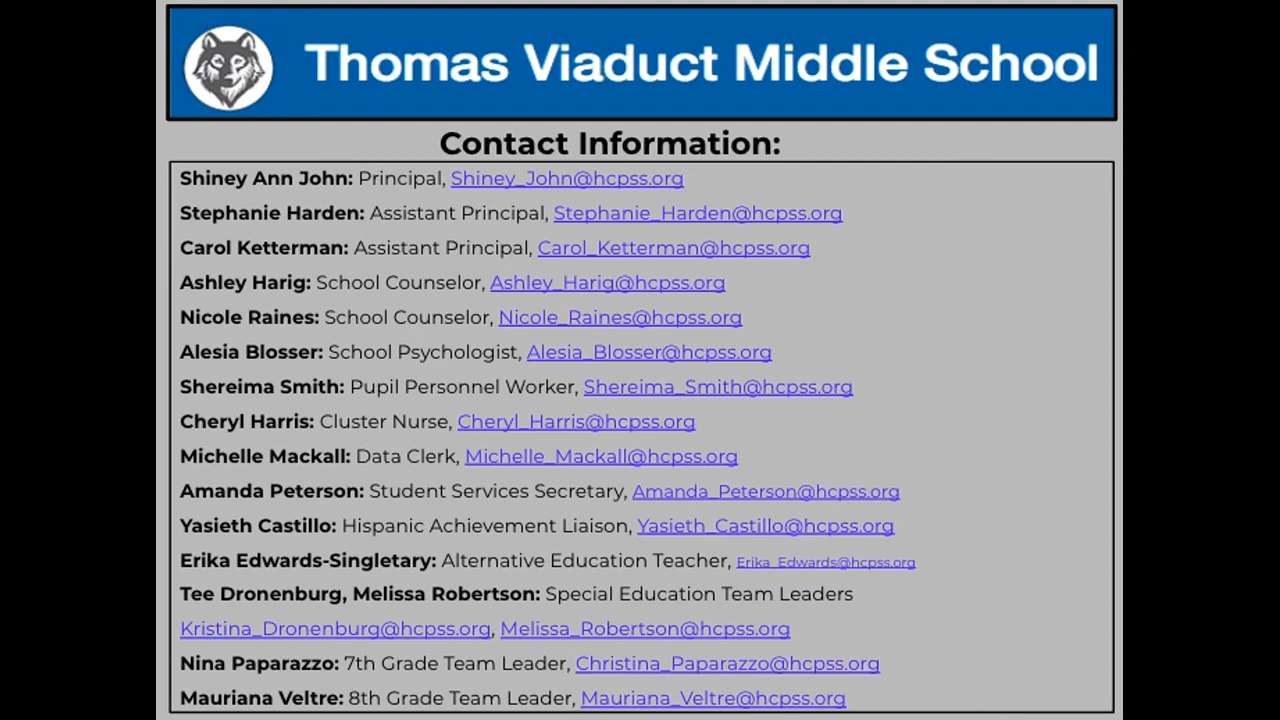 Thomas Viaduct Middle School
Contact Information:
Shiney Ann John: Principal, Shiney_John@hcpss.org
Stephanie Harden: Assistant Principal, Stephanie_Harden@hcpss.org
Carol Ketterman: Assistant Principal, Carol_Ketterman@hcpss.org
Ashley Harig: School Counselor, Ashley_Harig@hcpss.org
Nicole Raines: School Counselor, Nicole_Raines@hcpss.org
Alesia Blosser: School Psychologist, Alesia_Blosser@hcpss.org
Shereima Smith: Pupil Personnel Worker, Shereima_Smith@hcpss.org
Cheryl Harris: Cluster Nurse, Cheryl_Harris@hcpss.org
Michelle Mackall: Data Clerk, Michelle_Mackall@hcpss.org
Amanda Peterson: Student Services Secretary, Amanda_Peterson@hcpss.org
Yasieth Castillo: Hispanic Achievement Liaison, Yasieth_Castillo@hcpss.org
Erika Edwards-Singletary: Alternative Education Teacher, Erika_Edwards@hcpss.org
Tee Dronenburg, Melissa Robertson: Special Education Team Leaders
Kristina_Dronenburg@hcpss.org, Melissa_Robertson@hcpss.org
Nina Paparazzo: 7th Grade Team Leader, Christina_Paparazzo@hcpss.org
Mauriana Veltre: 8th Grade Team Leader, Mauriana_Veltre@hcpss.org